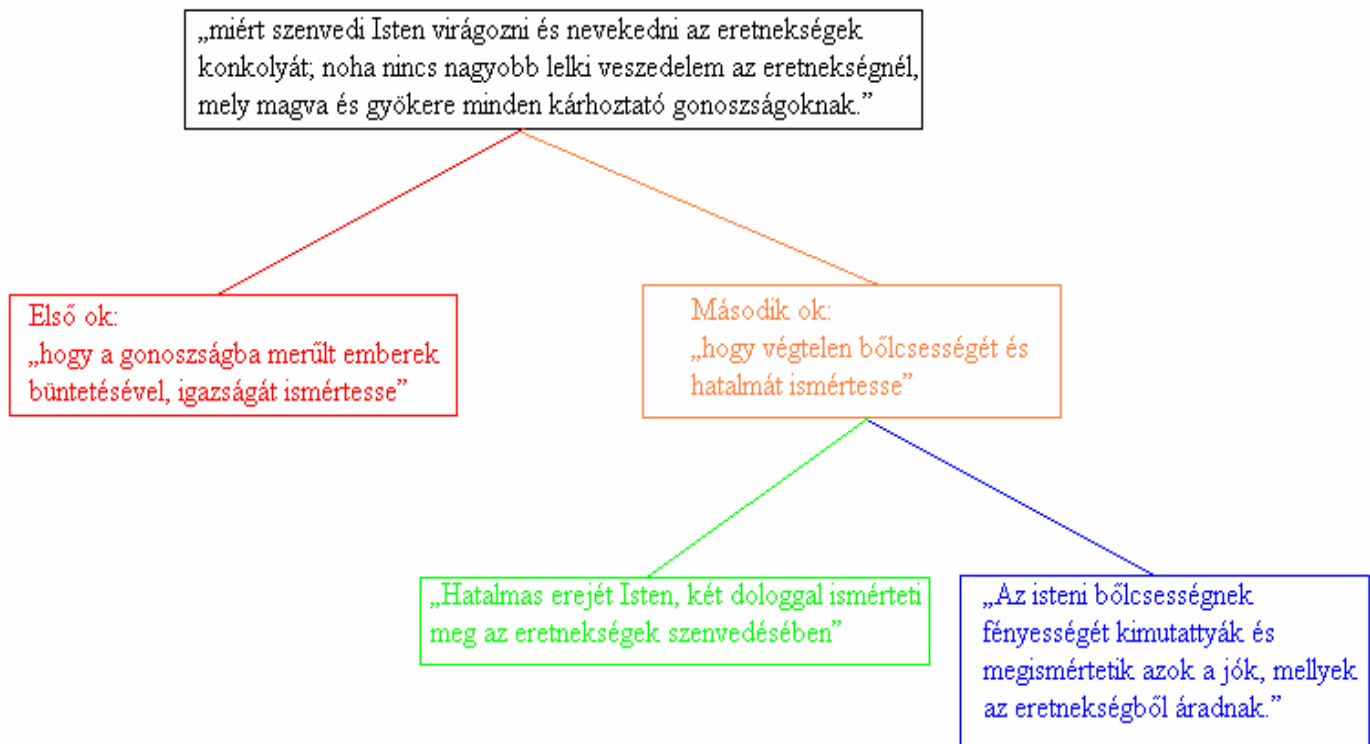 „miért szenvedi Isten virágozni és nevekedni az eretnekségek
konkolyát; noha nincs nagyobb lelki veszedelem az eretnekségnél,
mely magva és gyökere minden kárhoztató gonoszságoknak.”
Első ok:
„hogy a gonoszságba merűlt emberek
büntetésével, igazságát ismértesse”
Második ok:
„hogy végtelen bőlcsességét és
hatalmát ismértesse”
„Hatalmas erejét Isten, két dologgal ismérteti
meg az eretnekségek szenvedésében”
„Az isteni bőlcsességnek
fényességét kimutattyák és
megismértetik azok a jók, mellyek
az eretnekségből áradnak.”